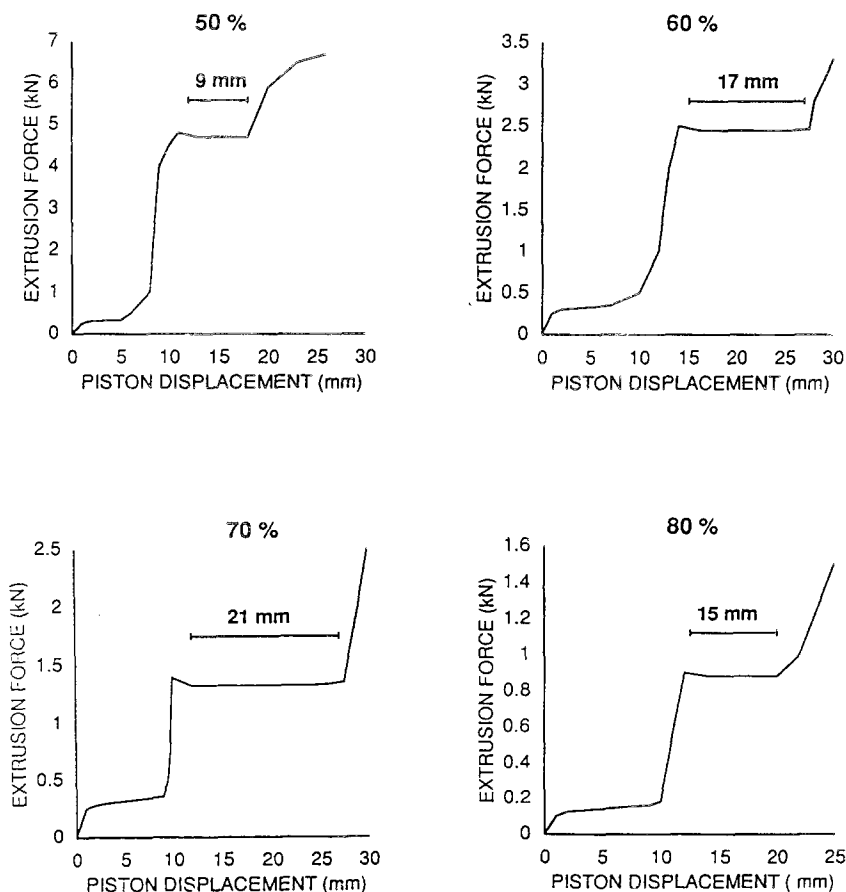 50 %
7
6
5
4
3
2
1
0
EXTRUSION FORCE (kN)
9 mm
0 5 10 15 20 25 30
PISTON DISPLACEMENT (mm)
60 %
3.5
3
2.5
2
1.5
1
0.5
0
EXTRUSION FORCE (kN)
17 mm
0 5 10 15 20 25 30
PISTON DISPLACEMENT (mm)
70 %
2.5
2
1.5
1
0.5
0
EXTRUSION FORCE (kN)
21 mm
0 5 10 15 20 25 30
PISTON DISPLACEMENT (mm)
80 %
1.6
1.4
1.2
1
0.8
0.6
0.4
0.2
0
EXTRUSION FORCE (kN)
15 mm
0 5 10 15 20 25
PISTON DISPLACEMENT ( mm)